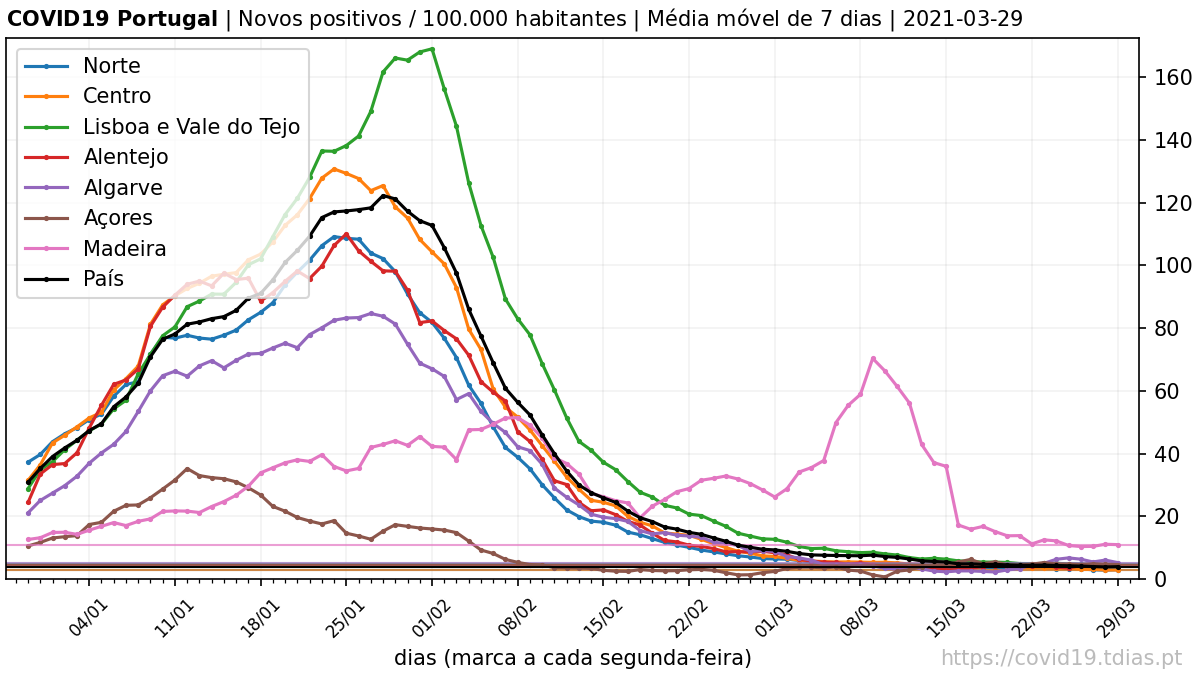 COVID19 Portugal | Novos positivos / 100.000 habitantes | Média móvel de 7 dias | 2021-03-29
Norte
Centro
Lisboa e Vale do Tejo
Alentejo
Algarve
Açores
Madeira
País
160
140
120
100
80
60
40
20
0
04/01
11/01
18/01
25/01
01/02
08/02
15/02
22/02
01/03
08/03
15/03
22/03
29/03
dias (marca a cada segunda-feira)
https://covid19.tdias.pt